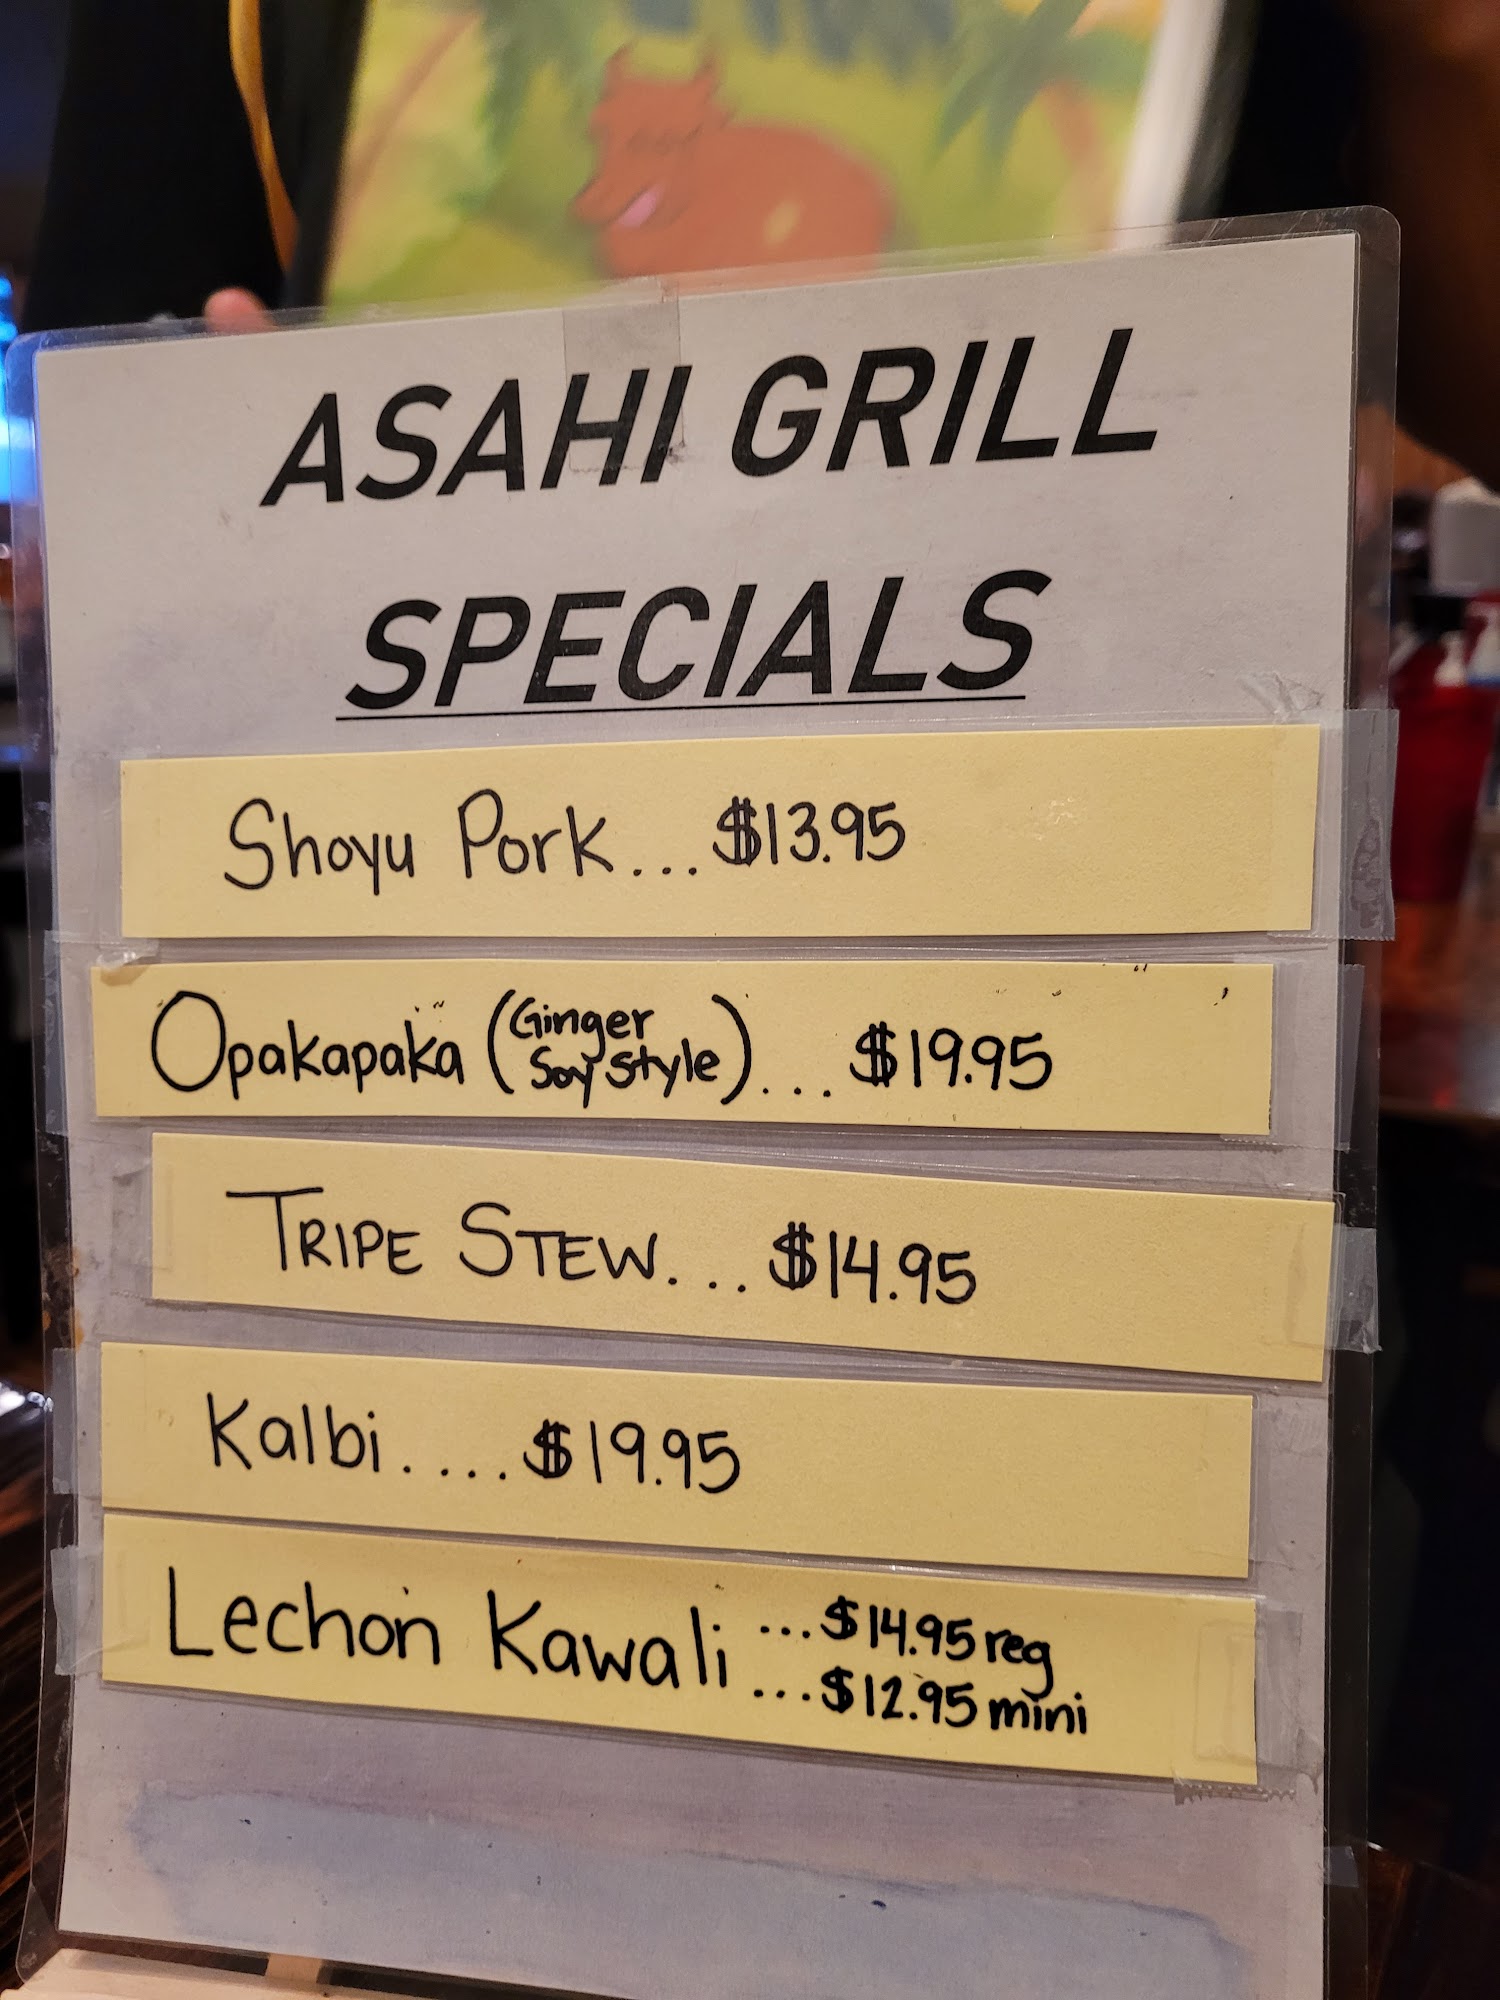 ASAHI GRILL
SPECIALS
Shoyu Pork...$13.95
Opakapaka (Ginger Soy Style)...$19.95
TRIPE STEW...$14.95
Kalbi....$19.95
Lechon Kawali ...$14.95 reg
...$12.95 mini